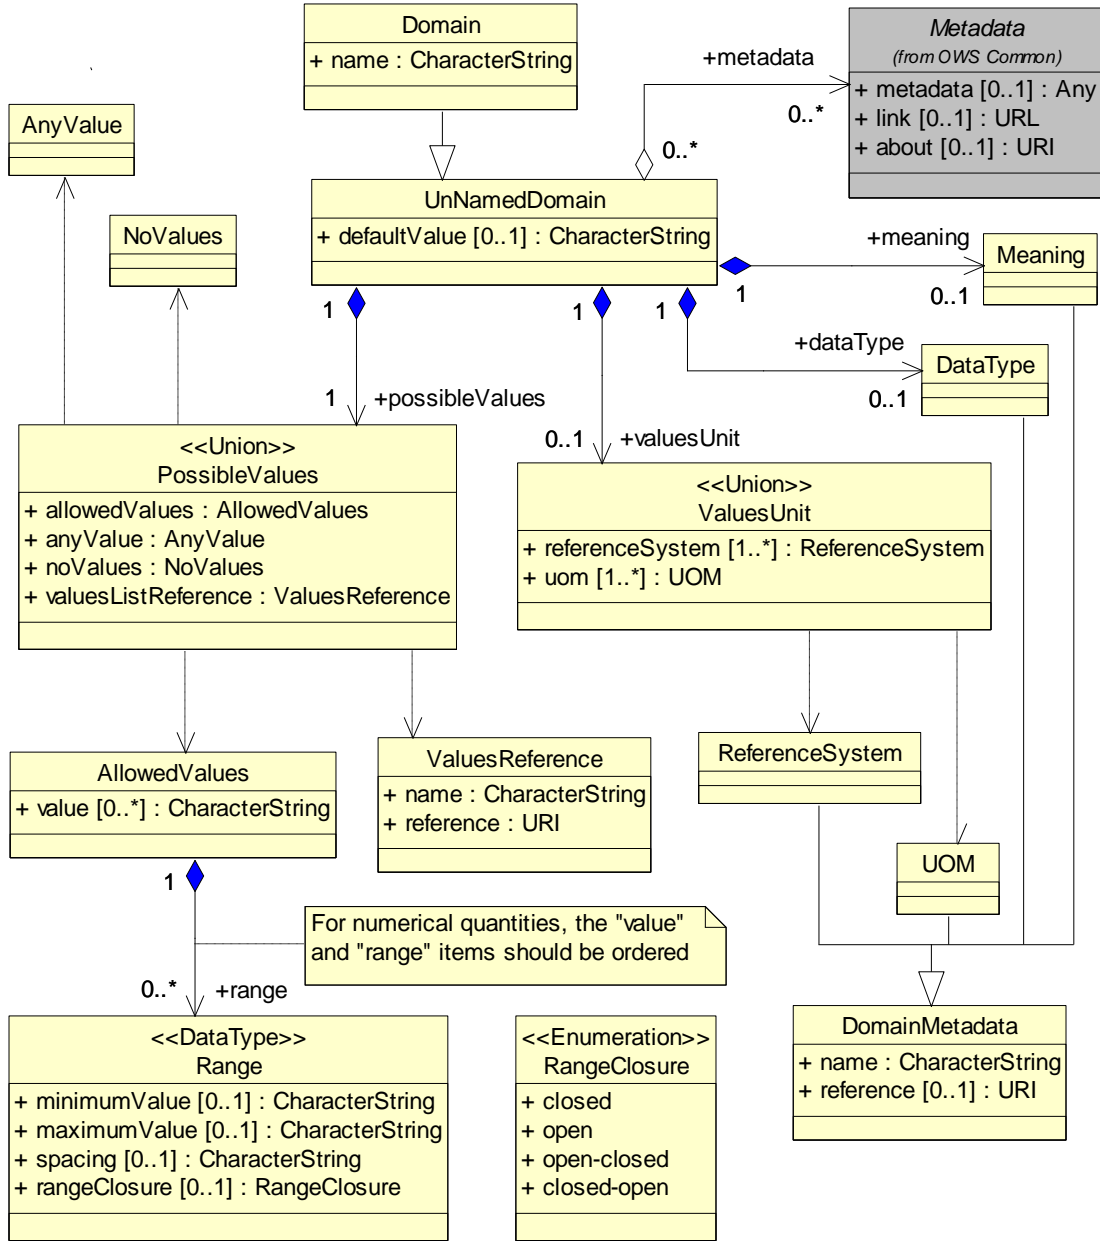 Domain
+ name : CharacterString
Metadata
(from OWS Common)
+ metadata [0..1] : Any
+ link [0..1] : URL
+ about [0..1] : URI
+metadata
0..*
0..*
AnyValue
NoValues
UnNamedDomain
+ defaultValue [0..1] : CharacterString
+meaning
1
0..1
Meaning
1
1
1
+dataType
0..1
DataType
1
+possibleValues
0..1
+valuesUnit
<<Union>>
PossibleValues
+ allowedValues : AllowedValues
+ anyValue : AnyValue
+ noValues : NoValues
+ valuesListReference : ValuesReference
<<Union>>
ValuesUnit
+ referenceSystem [1..*] : ReferenceSystem
+ uom [1..*] : UOM
AllowedValues
+ value [0..*] : CharacterString
ValuesReference
+ name : CharacterString
+ reference : URI
ReferenceSystem
UOM
1
For numerical quantities, the "value"
and "range" items should be ordered
0..*
+range
<<DataType>>
Range
+ minimumValue [0..1] : CharacterString
+ maximumValue [0..1] : CharacterString
+ spacing [0..1] : CharacterString
+ rangeClosure [0..1] : RangeClosure
<<Enumeration>>
RangeClosure
+ closed
+ open
+ open-closed
+ closed-open
DomainMetadata
+ name : CharacterString
+ reference [0..1] : URI